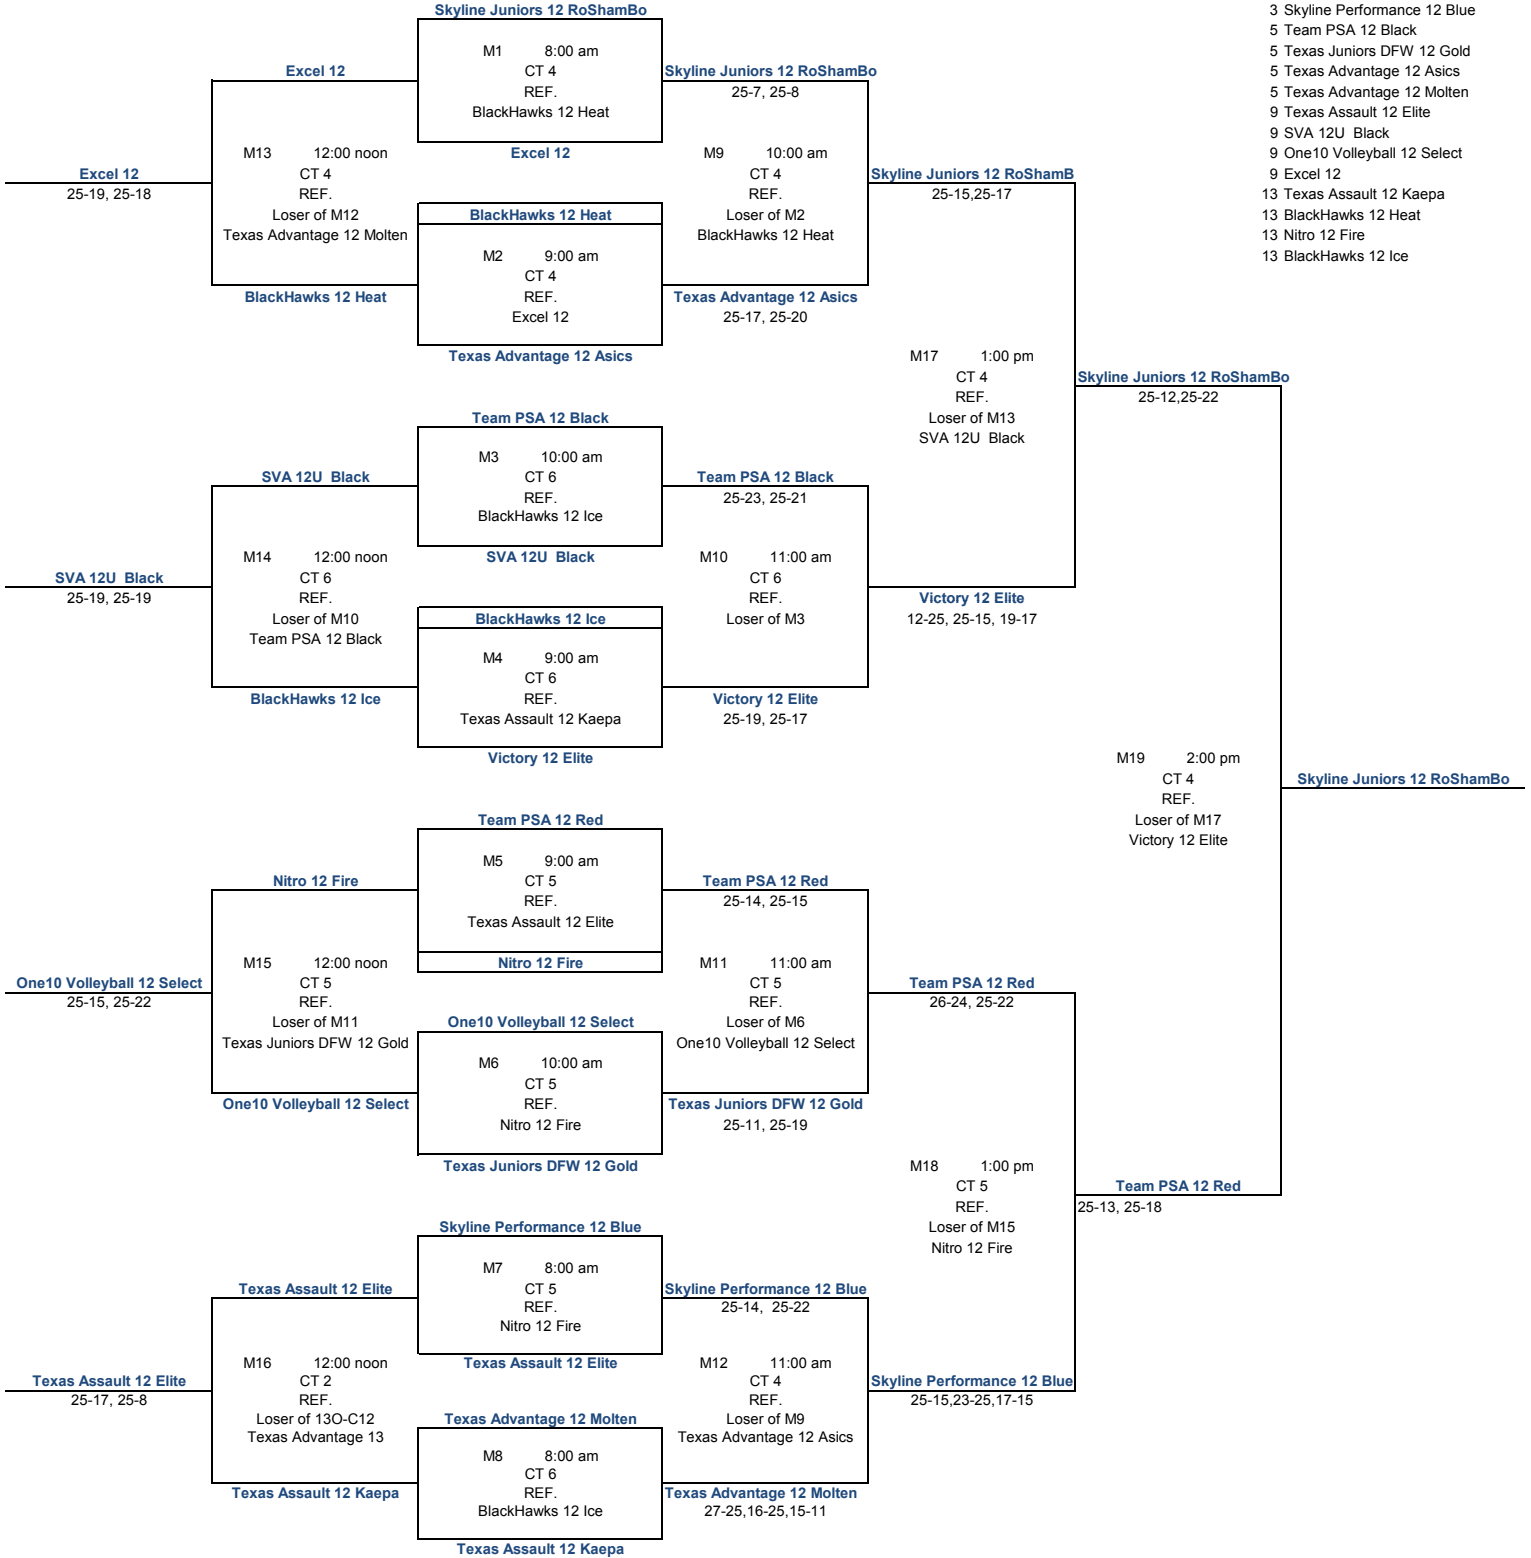 Skyline Juniors 12 RoShamBo
3 Skyline Performance 12 Blue
5 Team PSA 12 Black
5 Texas Juniors DFW 12 Gold
5 Texas Advantage 12 Asics
5 Texas Advantage 12 Molten
9 Texas Assault 12 Elite
9 SVA 12U Black
9 One10 Volleyball 12 Select
9 Excel 12
13 Texas Assault 12 Kaepa
13 BlackHawks 12 Heat
13 Nitro 12 Fire
13 BlackHawks 12 Ice
M1 8:00 am
CT 4
REF.
BlackHawks 12 Heat
Excel 12
Excel 12
Skyline Juniors 12 RoShamBo
25-7, 25-8
M13 12:00 noon
CT 4
REF.
Loser of M12
Texas Advantage 12 Molten
Excel 12
25-19, 25-18
BlackHawks 12 Heat
BlackHawks 12 Heat
M2 9:00 am
CT 4
REF.
Excel 12
Texas Advantage 12 Asics
M9 10:00 am
CT 4
REF.
Loser of M2
BlackHawks 12 Heat
Texas Advantage 12 Asics
25-17, 25-20
Skyline Juniors 12 RoShamB
25-15,25-17
M17 1:00 pm
CT 4
REF.
Loser of M13
SVA 12U Black
Skyline Juniors 12 RoShamBo
25-12,25-22
Team PSA 12 Black
M3 10:00 am
CT 6
REF.
BlackHawks 12 Ice
SVA 12U Black
SVA 12U Black
Team PSA 12 Black
25-23, 25-21
M14 12:00 noon
CT 6
REF.
Loser of M10
Team PSA 12 Black
SVA 12U Black
25-19, 25-19
BlackHawks 12 Ice
BlackHawks 12 Ice
M4 9:00 am
CT 6
REF.
Texas Assault 12 Kaepa
Victory 12 Elite
M10 11:00 am
CT 6
REF.
Loser of M3
Victory 12 Elite
25-19, 25-17
Victory 12 Elite
12-25, 25-15, 19-17
M19 2:00 pm
CT 4
REF.
Loser of M17
Victory 12 Elite
Skyline Juniors 12 RoShamBo
Team PSA 12 Red
M5 9:00 am
CT 5
REF.
Texas Assault 12 Elite
Nitro 12 Fire
Nitro 12 Fire
Team PSA 12 Red
25-14, 25-15
M15 12:00 noon
CT 5
REF.
Loser of M11
Texas Juniors DFW 12 Gold
One10 Volleyball 12 Select
25-15, 25-22
One10 Volleyball 12 Select
One10 Volleyball 12 Select
M6 10:00 am
CT 5
REF.
Nitro 12 Fire
Texas Juniors DFW 12 Gold
M11 11:00 am
CT 5
REF.
Loser of M6
One10 Volleyball 12 Select
Texas Juniors DFW 12 Gold
25-11, 25-19
Team PSA 12 Red
26-24, 25-22
M18 1:00 pm
CT 5
REF.
Loser of M15
Nitro 12 Fire
Team PSA 12 Red
25-13, 25-18
Skyline Performance 12 Blue
M7 8:00 am
CT 5
REF.
Nitro 12 Fire
Texas Assault 12 Elite
Texas Assault 12 Elite
Skyline Performance 12 Blue
25-14, 25-22
M16 12:00 noon
CT 2
REF.
Loser of 13O-C12
Texas Advantage 13
Texas Assault 12 Elite
25-17, 25-8
Texas Assault 12 Kaepa
Texas Advantage 12 Molten
M8 8:00 am
CT 6
REF.
BlackHawks 12 Ice
Texas Assault 12 Kaepa
M12 11:00 am
CT 4
REF.
Loser of M9
Texas Advantage 12 Asics
Texas Advantage 12 Molten
27-25,16-25,15-11
Skyline Performance 12 Blue
25-15,23-25,17-15